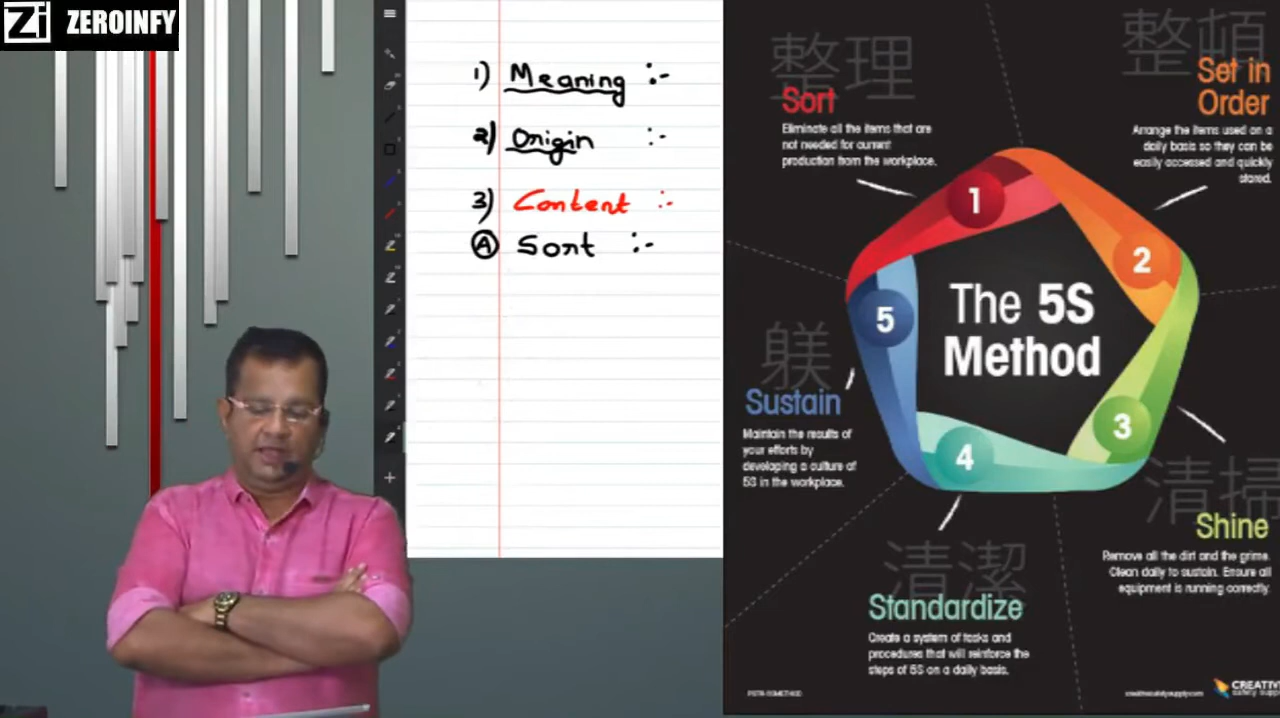 Zi ZEROINFY
1) Meaning :-
2) Origin :-
3) Content :-
Ⓐ Sort :-
整理
Sort
Eliminate all the items that are
not needed for current
production from the workplace.
整頓
Set in
Order
Arrange the items used on a
daily basis so they can be
easily accessed and quickly
stored.
1
2
The 5S
Method
5
3
4
躾
Sustain
Maintain the results of
your efforts by
developing a culture of
5S in the workplace.
清掃
Shine
Remove all the dirt and the grime.
Clean daily to sustain. Ensure all
equipment is running correctly.
清潔
Standardize
Create a system of tasks and
procedures that will reinforce the
steps of 5S on a daily basis.
creativesafetysupply.com
CREATIVE